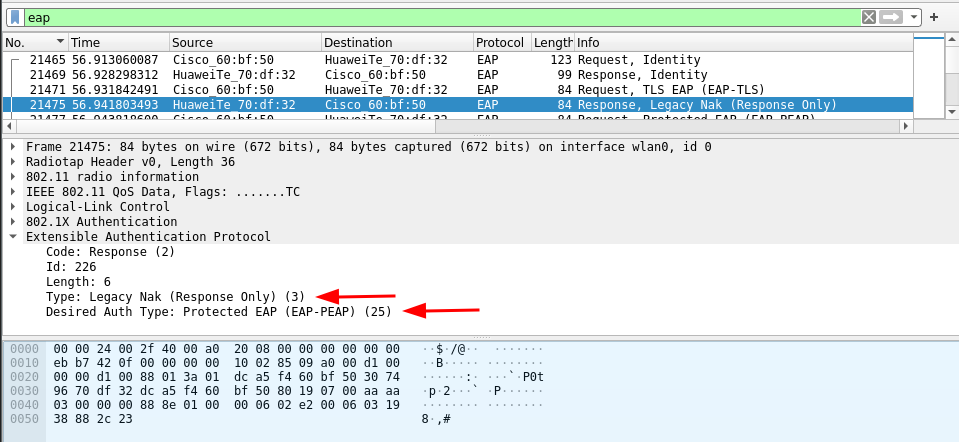 eap
No. Time Source Destination Protocol Length Info
21465 56.913060087 Cisco_60:bf:50 HuaweiTe_70:df:32 EAP 123 Request, Identity
21469 56.928298312 HuaweiTe_70:df:32 Cisco_60:bf:50 EAP 99 Response, Identity
21471 56.931842491 Cisco_60:bf:50 HuaweiTe_70:df:32 EAP 84 Request, TLS EAP (EAP-TLS)
21475 56.941803493 HuaweiTe_70:df:32 Cisco_60:bf:50 EAP 84 Response, Legacy Nak (Response Only)
21477 56.943818600 Cisco_60:bf:50 HuaweiTe_70:df:32 EAP 84 Request, Protected EAP (EAP-PEAP)
Frame 21475: 84 bytes on wire (672 bits), 84 bytes captured (672 bits) on interface wlan0, id 0
Radiotap Header v0, Length 36
802.11 radio information
IEEE 802.11 QoS Data, Flags: .......TC
Logical-Link Control
802.1X Authentication
Extensible Authentication Protocol
Code: Response (2)
Id: 226
Length: 6
Type: Legacy Nak (Response Only) (3)
Desired Auth Type: Protected EAP (EAP-PEAP) (25)
0000 00 00 24 00 2f 40 00 a0 20 08 00 00 00 00 00 00 ··$·/@·· ·······
0010 eb b7 42 0f 00 00 00 00 10 02 85 09 a0 00 d1 00 ··B····· ········
0020 00 00 d1 00 88 01 3a 01 dc a5 f4 60 bf 50 30 74 ······:· ···`·P0t
0030 96 70 df 32 dc a5 f4 60 bf 50 80 19 07 00 aa aa ·p·2···` ·P······
0040 03 00 00 00 88 8e 01 00 00 06 02 e2 00 06 03 19 ········ ········
0050 38 88 2c 23 8·,#